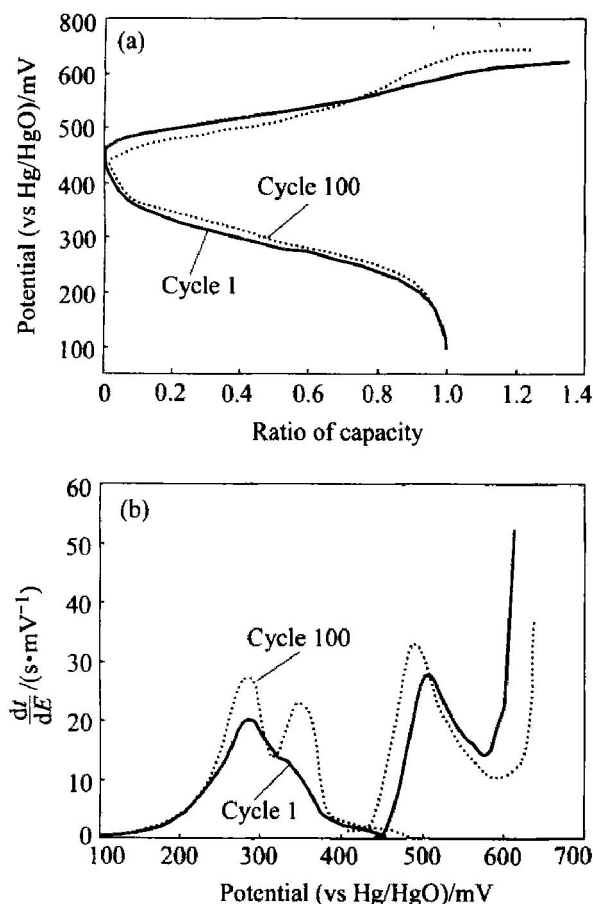 (a)
800
600
500
400
300
200
100
Potential (vs Hg/HgO)/mV
Cycle 100
Cycle 1
0 0.2 0.4 0.6 0.8 1.0 1.2 1.4
Ratio of capacity
(b)
60
50
40
30
20
10
0
dt/dE/(s•mV⁻¹)
Cycle 100
Cycle 1
100 200 300 400 500 600 700
Potential (vs Hg/HgO)/mV